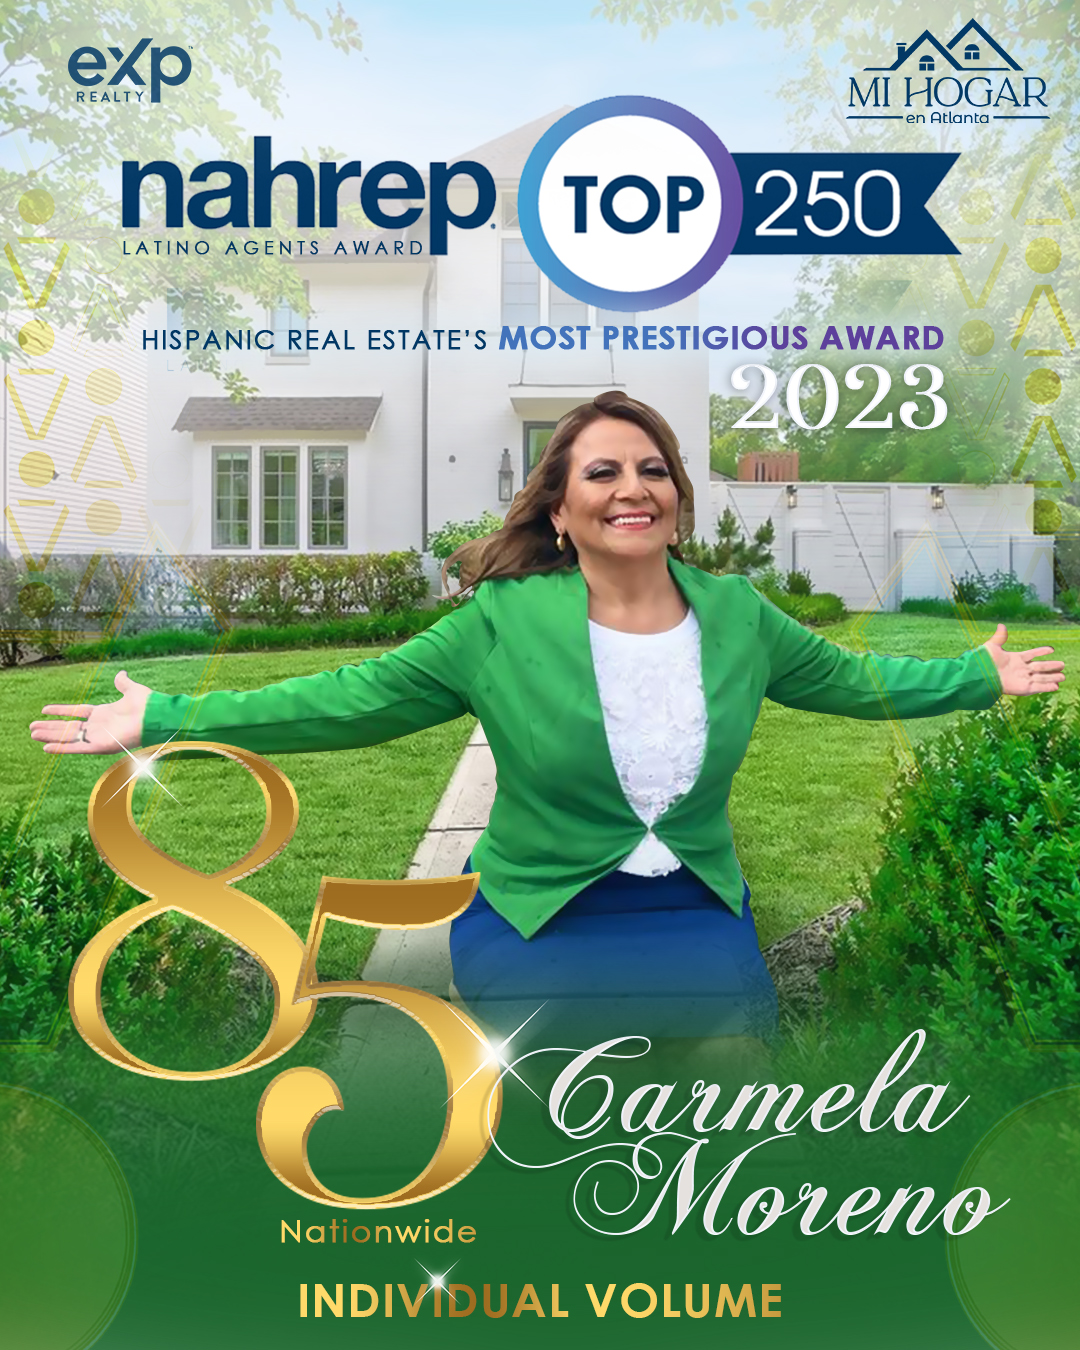 exp
REALTY
MI HOGAR
en Atlanta
nahrep.
LATINO AGENTS AWARD
TOP 250
HISPANIC REAL ESTATE'S MOST PRESTIGIOUS AWARD
2023
85
Nationwide
Carmela
Moreno
INDIVIDUAL VOLUME